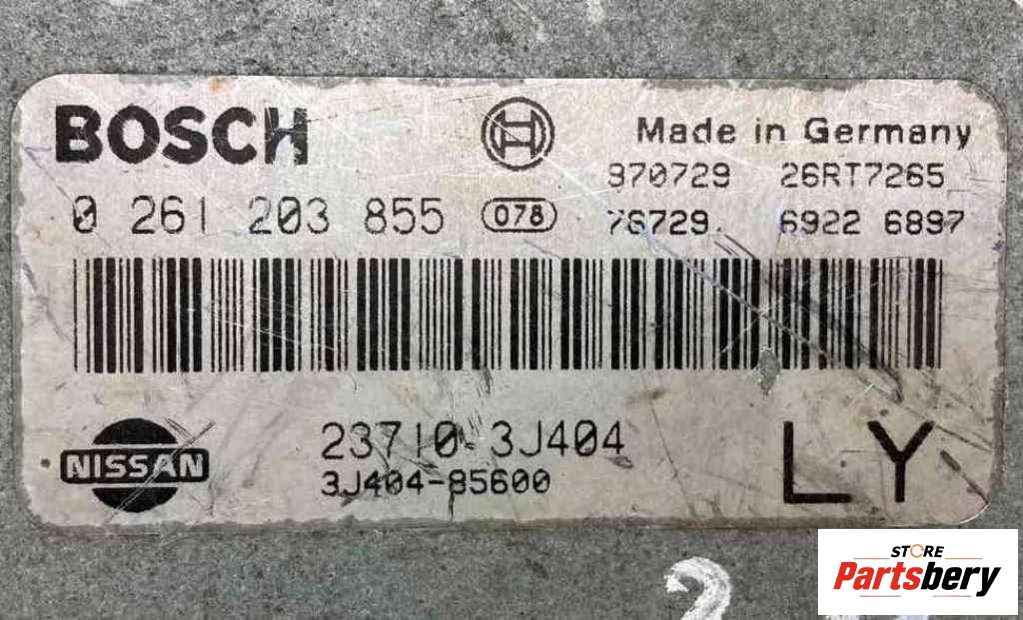 BOSCH
Made in Germany
970729 26RT7265
0 261 203 855 078 76729. 6922 6897
NISSAN
23710-3J404
3J404-85600
LY
STORE
Partsbery